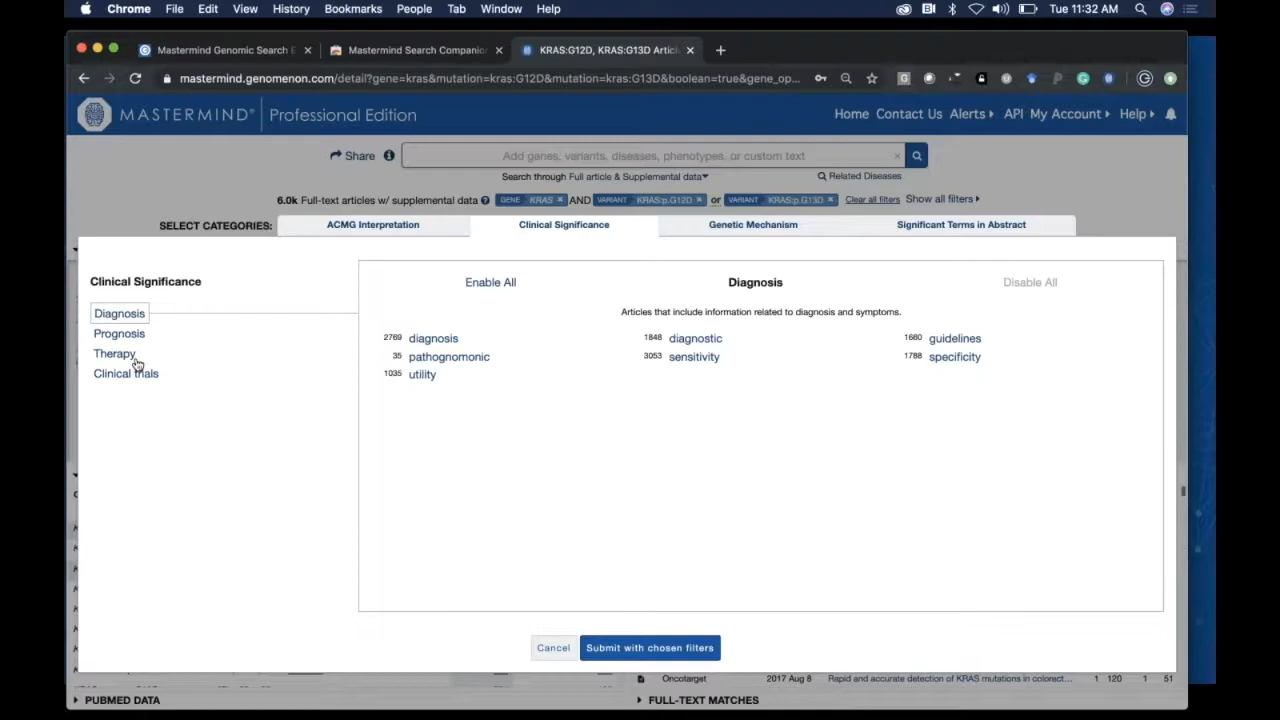 Chrome File Edit View History Bookmarks People Tab Window Help Tue 11:32 AM
Mastermind Genomic Search E Mastermind Search Companion KRAS:G12D, KRAS:G13D Artic
mastermind.genomenon.com/detail?gene=kras&mutation=kras:G12D&mutation=kras:G13D&boolean=true&gene_op...
MASTERMIND® Professional Edition Home Contact Us Alerts API My Account Help
Share Add genes, variants, diseases, phenotypes, or custom text
Search through Full article & Supplemental data Related Diseases
6.0k Full-text articles w/ supplemental data GENE KRAS × AND VARIANT KRAS:p.G12D × or VARIANT KRAS:p.G13D × Clear all filters Show all filters
SELECT CATEGORIES: ACMG Interpretation Clinical Significance Genetic Mechanism Significant Terms in Abstract
Clinical Significance Enable All Diagnosis Disable All
Diagnosis Articles that include information related to diagnosis and symptoms.
Prognosis 2769 diagnosis 1848 diagnostic 1660 guidelines
Therapy 35 pathognomonic 3053 sensitivity 1788 specificity
Clinical trials 1035 utility
Cancel Submit with chosen filters
Oncotarget 2017 Aug 8 Rapid and accurate detection of KRAS mutations in colorect... 1 120 1 51
PUBMED DATA FULL-TEXT MATCHES